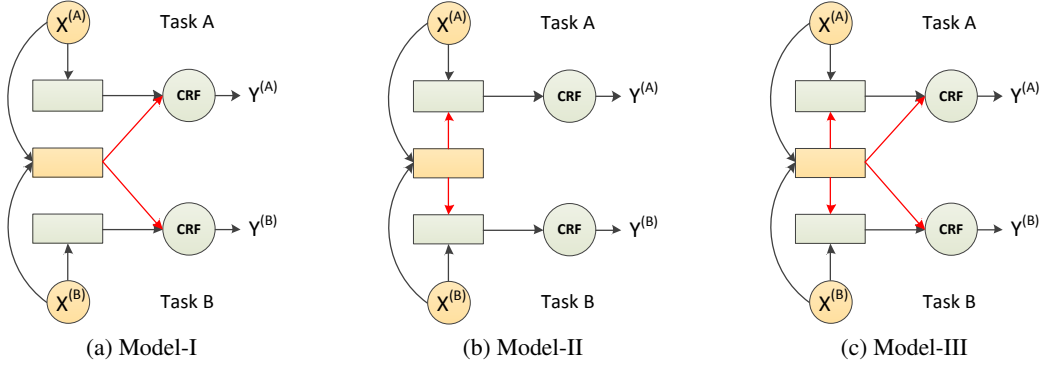 X(A) Task A
CRF Y(A)
CRF Y(B)
X(B) Task B
(a) Model-I
X(A) Task A
CRF Y(A)
CRF Y(B)
X(B) Task B
(b) Model-II
X(A) Task A
CRF Y(A)
CRF Y(B)
X(B) Task B
(c) Model-III